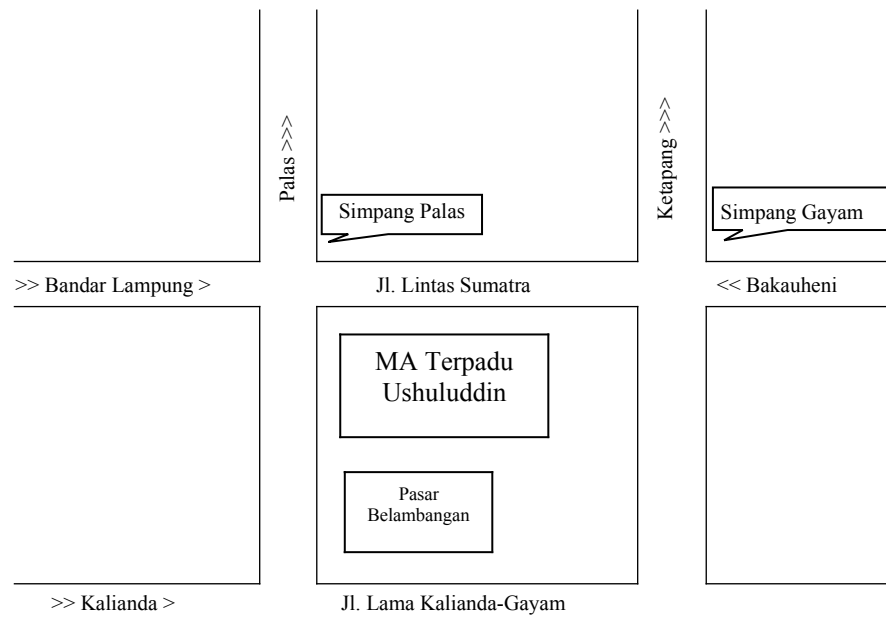 Palas >>>
Ketapang >>>
Simpang Palas
Simpang Gayam
>> Bandar Lampung >
Jl. Lintas Sumatra
<< Bakauheni
MA Terpadu
Ushuluddin
Pasar
Belambangan
>> Kalianda >
Jl. Lama Kalianda-Gayam